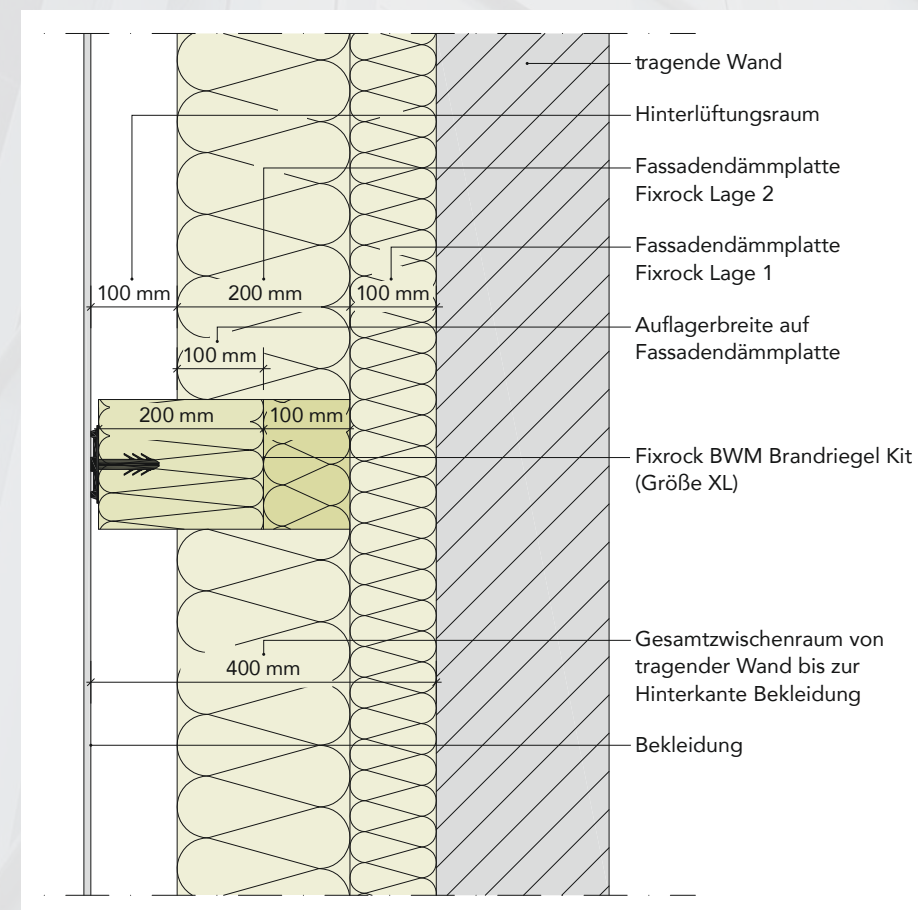 tragende Wand
Hinterlüftungsraum
Fassadendämmplatte
Fixrock Lage 2
Fassadendämmplatte
Fixrock Lage 1
100 mm 200 mm 100 mm
Auflagerbreite auf
Fassadendämmplatte
100 mm
200 mm 100 mm
Fixrock BWM Brandriegel Kit
(Größe XL)
Gesamtzwischenraum von
tragender Wand bis zur
Hinterkante Bekleidung
400 mm
Bekleidung